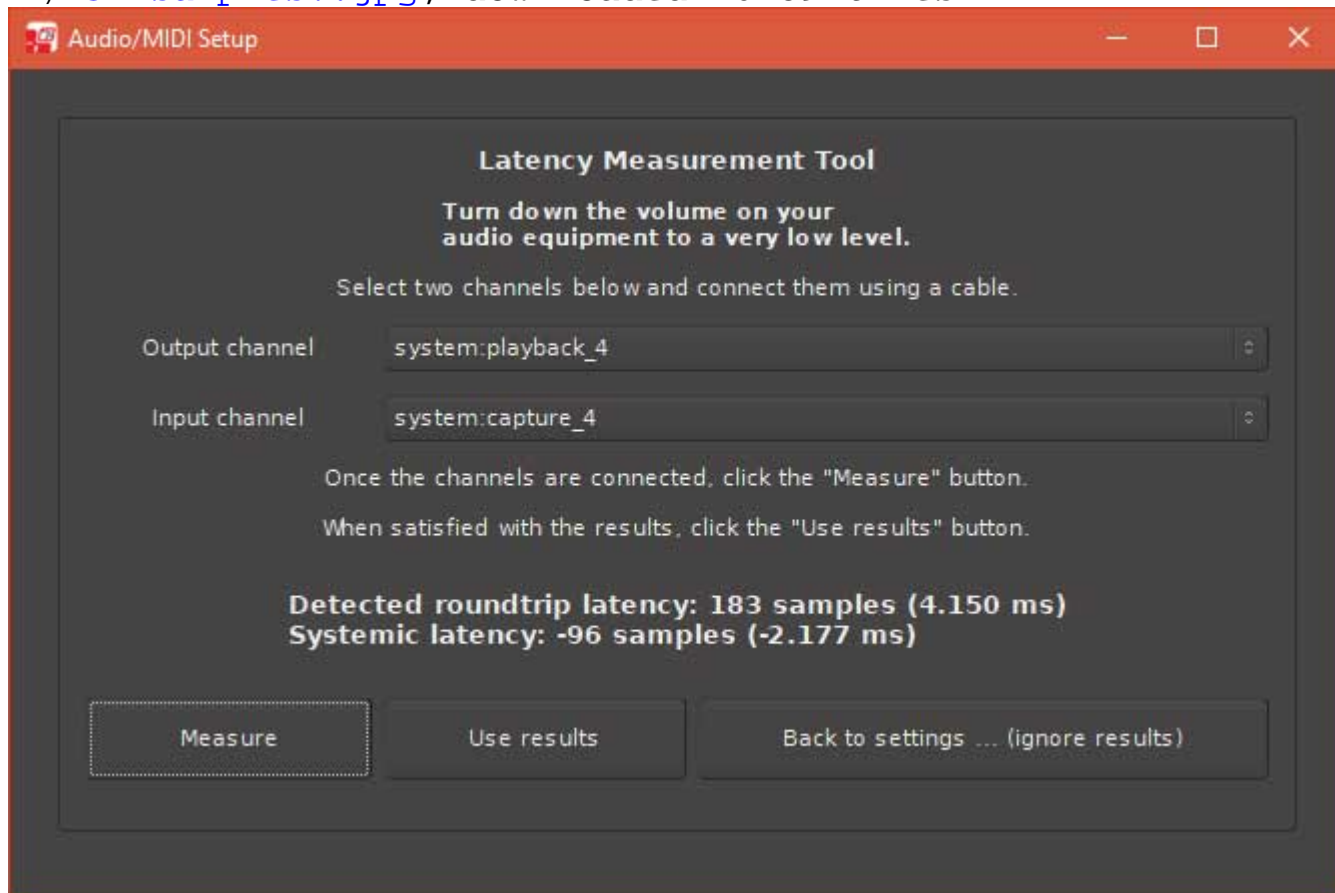 Audio/MIDI Setup
Latency Measurement Tool
Turn down the volume on your
audio equipment to a very low level.
Select two channels below and connect them using a cable.
Output channel system:playback_4
Input channel system:capture_4
Once the channels are connected, click the "Measure" button.
When satisfied with the results, click the "Use results" button.
Detected roundtrip latency: 183 samples (4.150 ms)
Systemic latency: -96 samples (-2.177 ms)
Measure Use results Back to settings ... (ignore results)